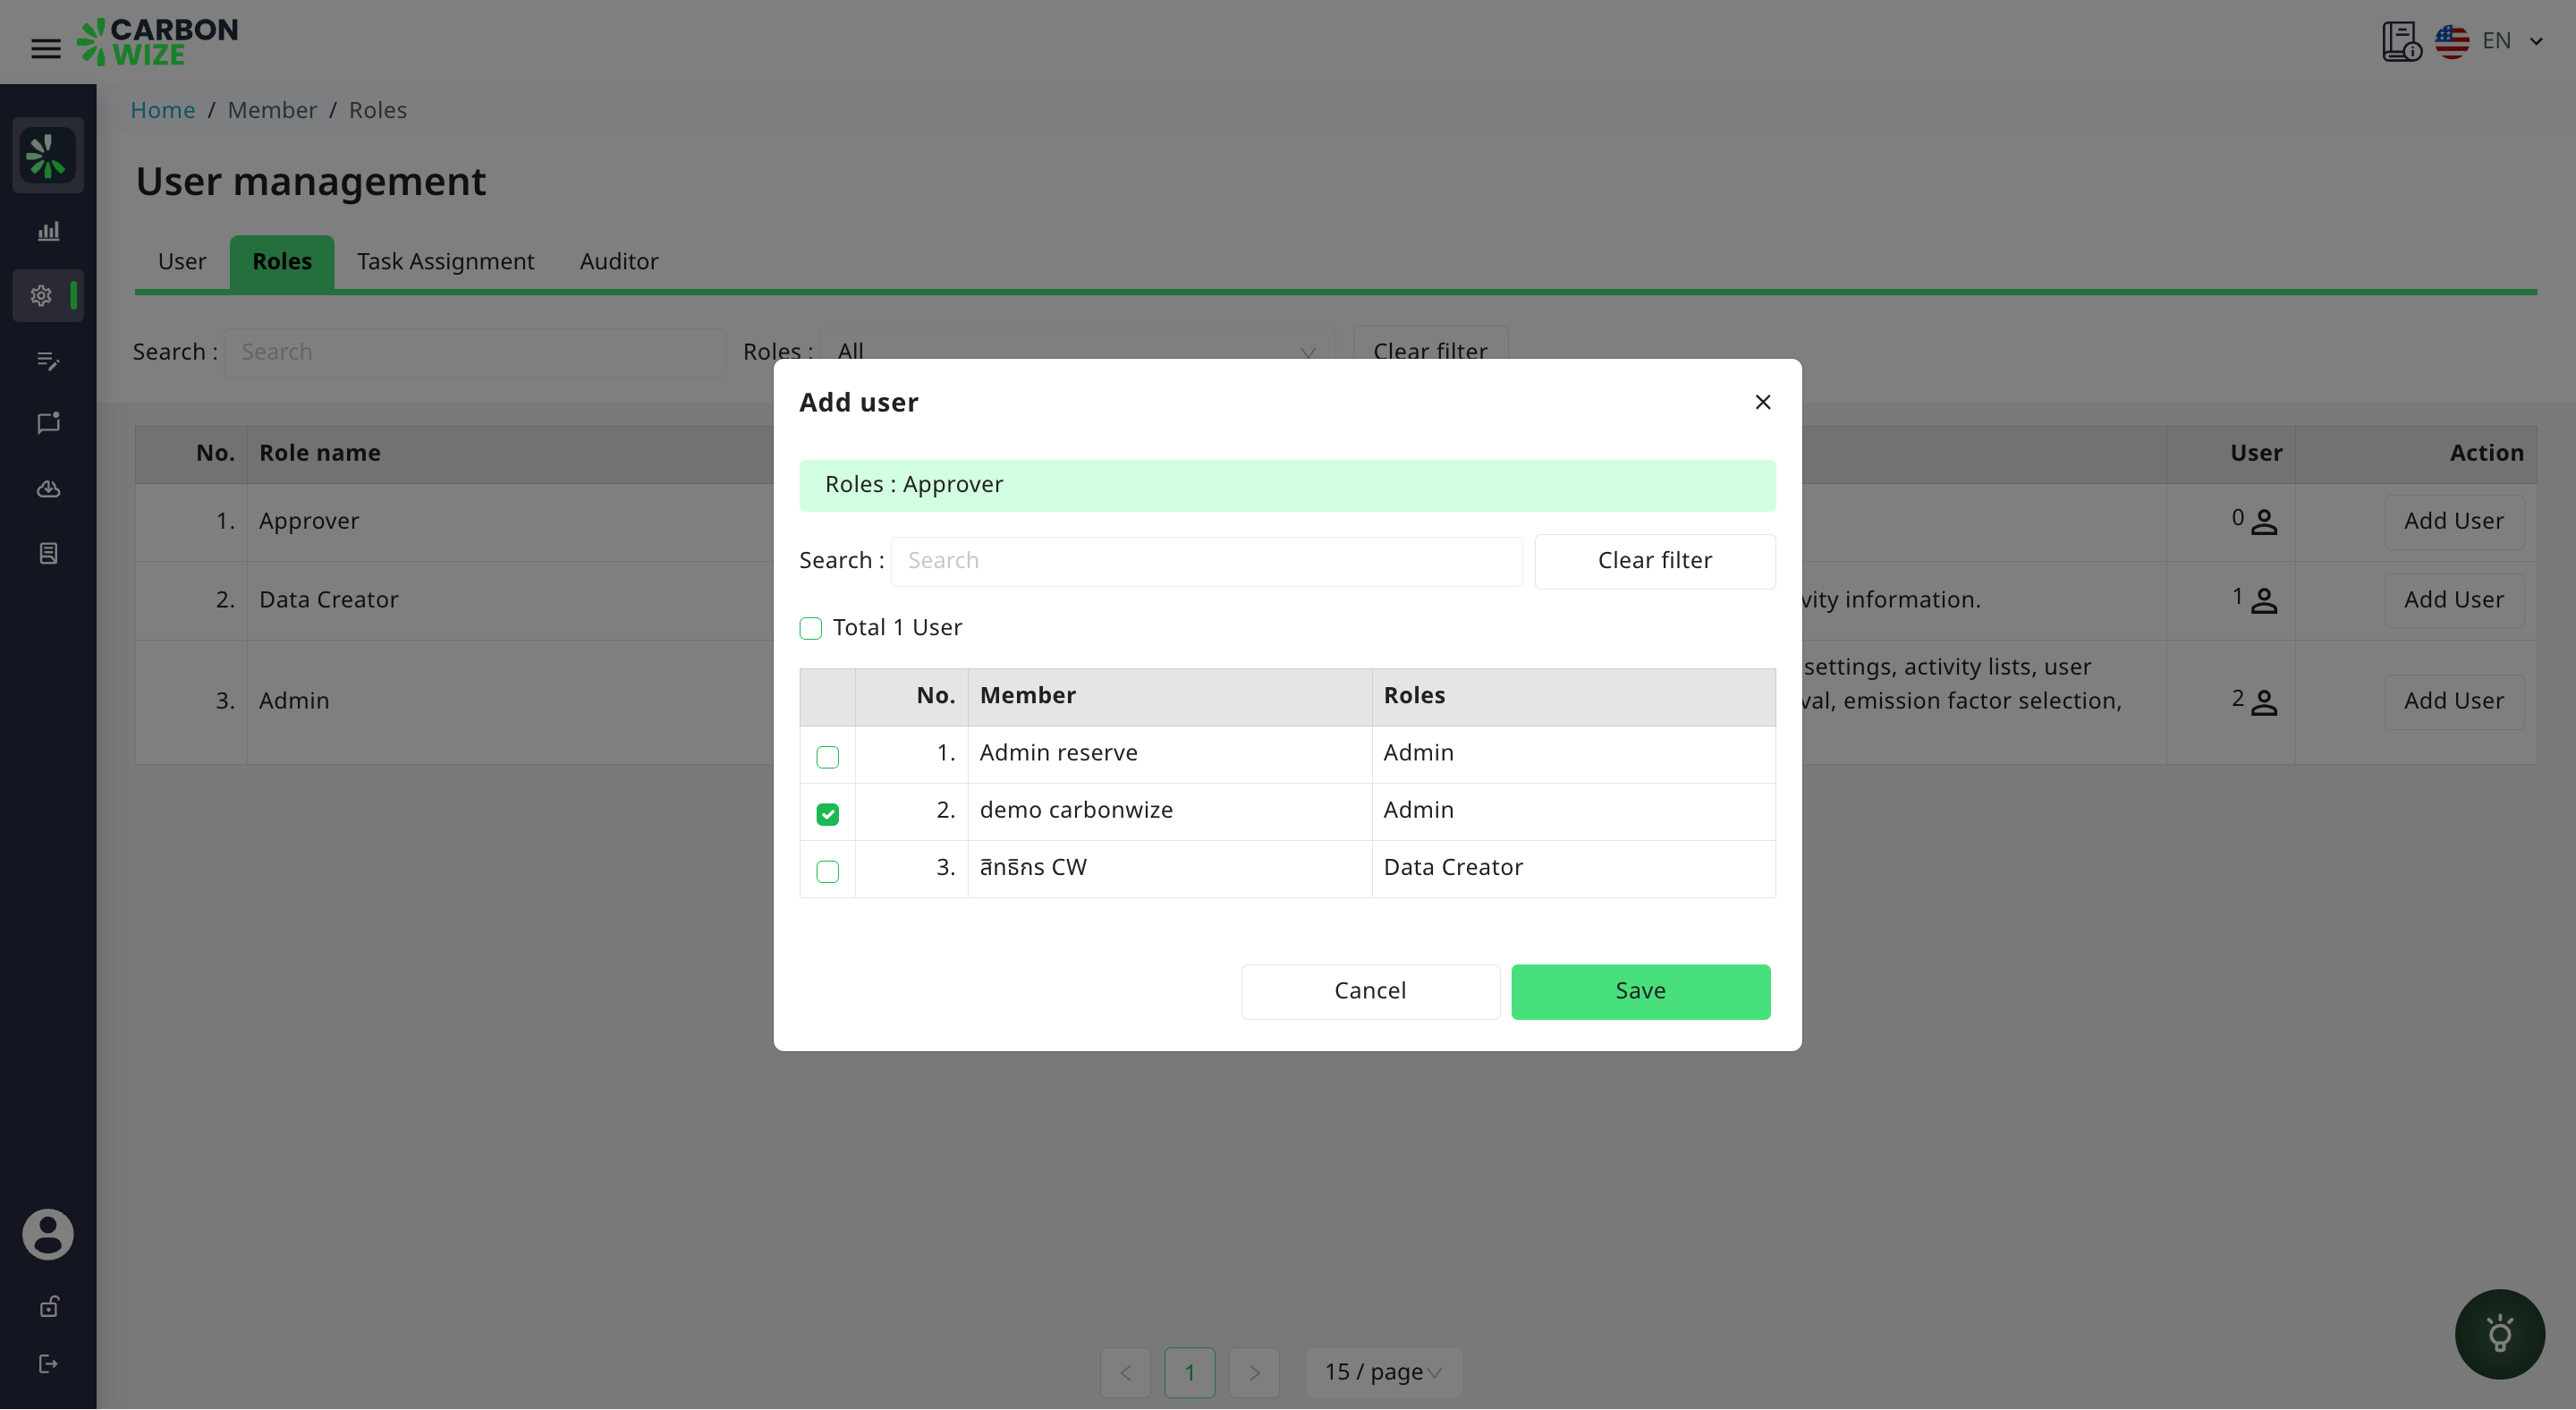 CARBON
WIZE
EN
Home / Member / Roles
User management
User Roles Task Assignment Auditor
Search : Search Roles : All Clear filter
No. Role name User Action
1. Approver 0 Add User
2. Data Creator vity information. 1 Add User
settings, activity lists, user
3. Admin val, emission factor selection, 2 Add User
Add user
Roles : Approver
Search : Search Clear filter
Total 1 User
No. Member Roles
1. Admin reserve Admin
2. demo carbonwize Admin
3. สิทธิกร CW Data Creator
Cancel Save
1 15 / page